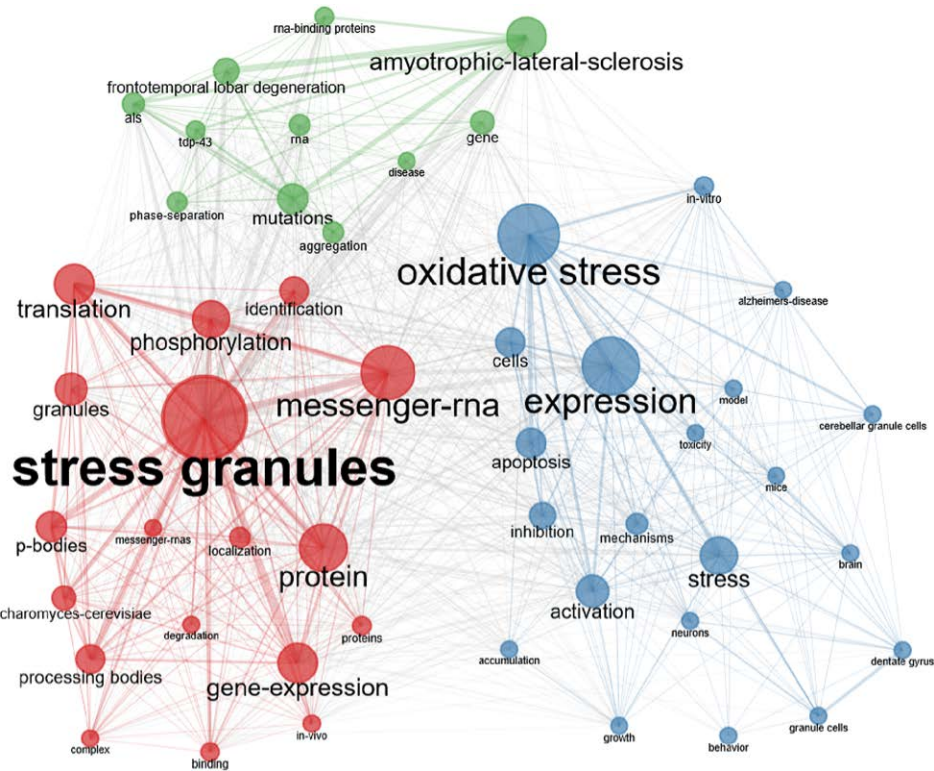 rna-binding proteins
amyotrophic-lateral-sclerosis
frontotemporal lobar degeneration
als
tdp-43
rna
gene
disease
phase-separation
mutations
aggregation
in-vitro
oxidative stress
alzheimers-disease
translation
identification
phosphorylation
cells
granules
messenger-rna
expression
model
cerebellar granule cells
toxicity
stress granules
apoptosis
mice
p-bodies
messenger-rnas
localization
inhibition
mechanisms
protein
stress
brain
charomyces-cerevisiae
activation
degradation
proteins
neurons
processing bodies
gene-expression
accumulation
dentate gyrus
in-vivo
complex
binding
growth
behavior
granule cells